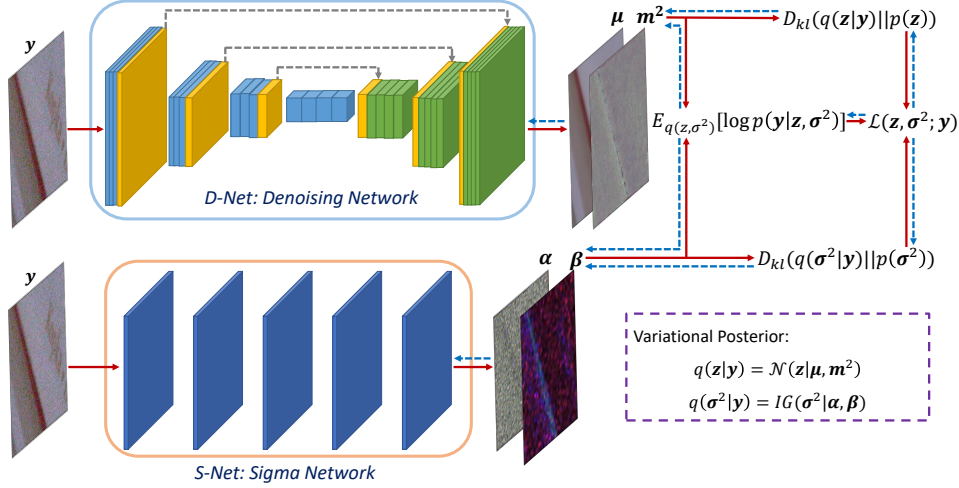 y
μ m²
D_kl(q(z|y)||p(z))
E_q(z,σ²)[log p(y|z, σ²)]
ℒ(z, σ²; y)
D-Net: Denoising Network
y
α β
D_kl(q(σ²|y)||p(σ²))
S-Net: Sigma Network
Variational Posterior:
q(z|y) = 𝒩(z|μ, m²)
q(σ²|y) = IG(σ²|α, β)